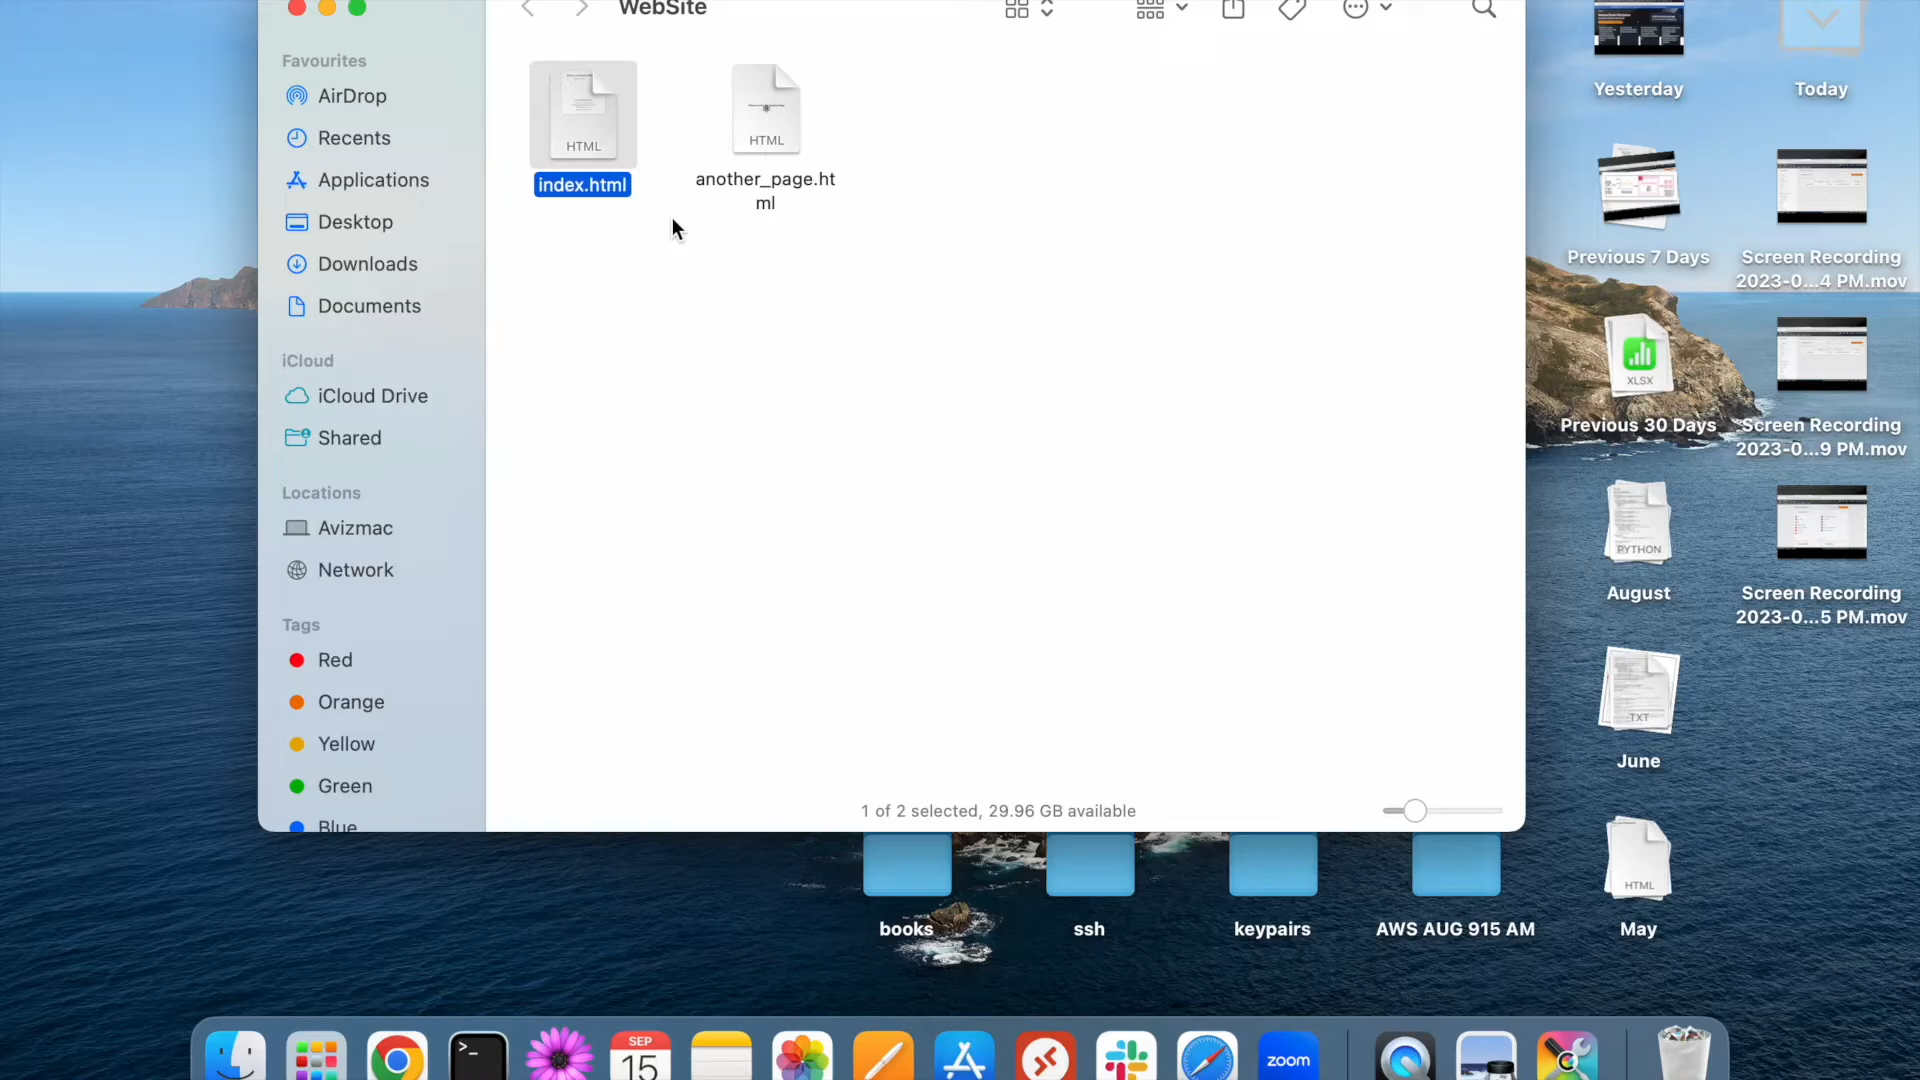 WebSite
Favourites
AirDrop
Recents
Applications
Desktop
Downloads
Documents
iCloud
iCloud Drive
Shared
Locations
Avizmac
Network
Tags
Red
Orange
Yellow
Green
Blue
HTML
index.html
HTML
another_page.ht
ml
1 of 2 selected, 29.96 GB available
Yesterday
Today
Previous 7 Days
Screen Recording
2023-0...4 PM.mov
XLSX
Previous 30 Days
Screen Recording
2023-0...9 PM.mov
PYTHON
August
Screen Recording
2023-0...5 PM.mov
TXT
June
HTML
May
books
ssh
keypairs
AWS AUG 915 AM
>_
SEP
15
zoom